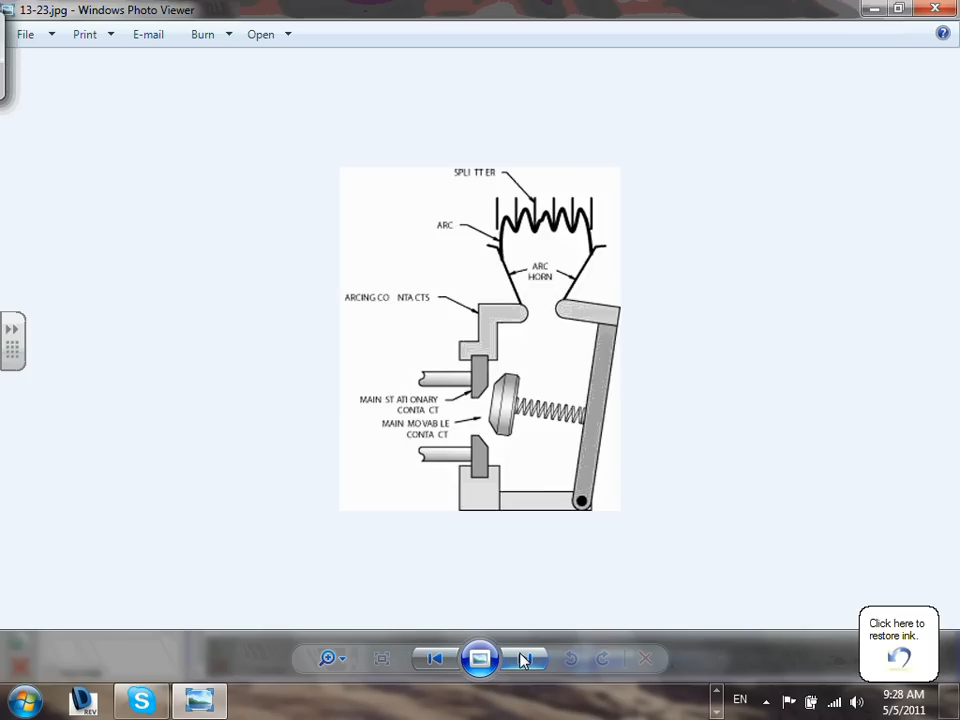 13-23.jpg - Windows Photo Viewer
File Print E-mail Burn Open
SPLI TT ER
ARC
ARC
HORN
ARCING CO NTA CTS
MAIN ST ATI ONARY
CONTA CT
MAIN MOVAB LE
CONTA CT
Click here to
restore ink.
D
REV
S
EN
9:28 AM
5/5/2011